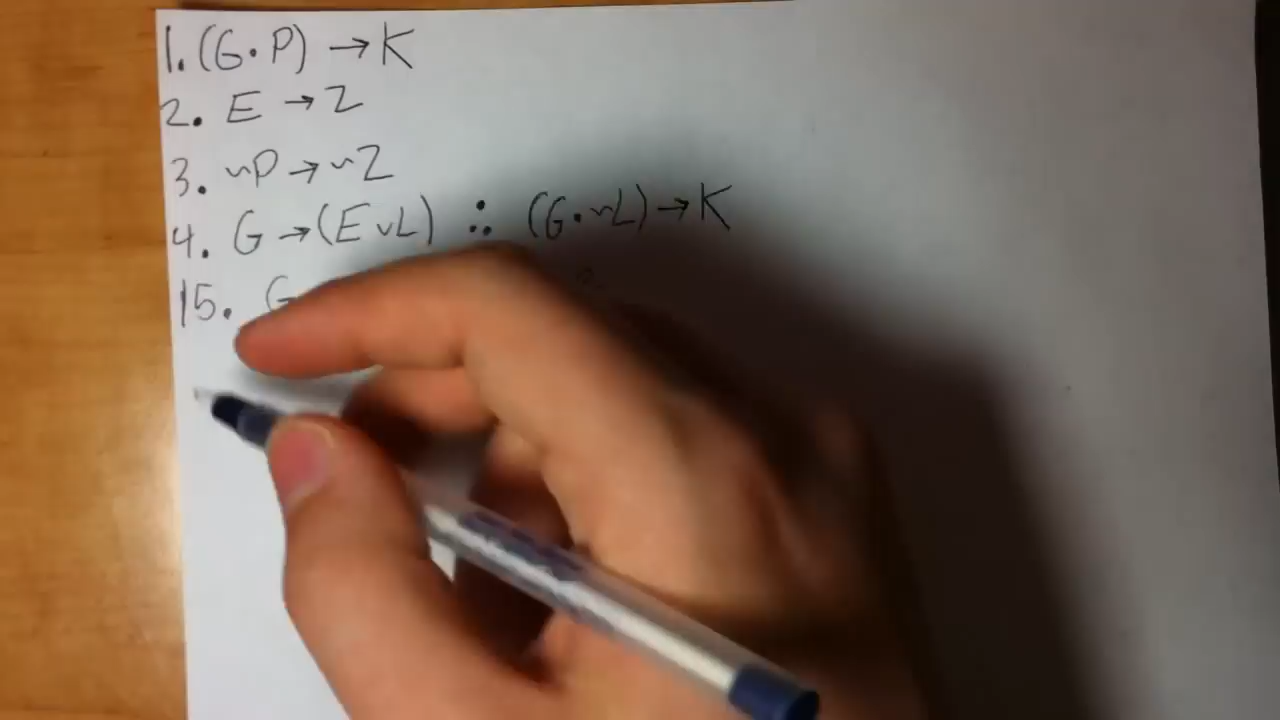 1. (G·P) → K
2. E → Z
3. ~P → ~Z
4. G → (E v L) ∴ (G·~L) → K
|5. G